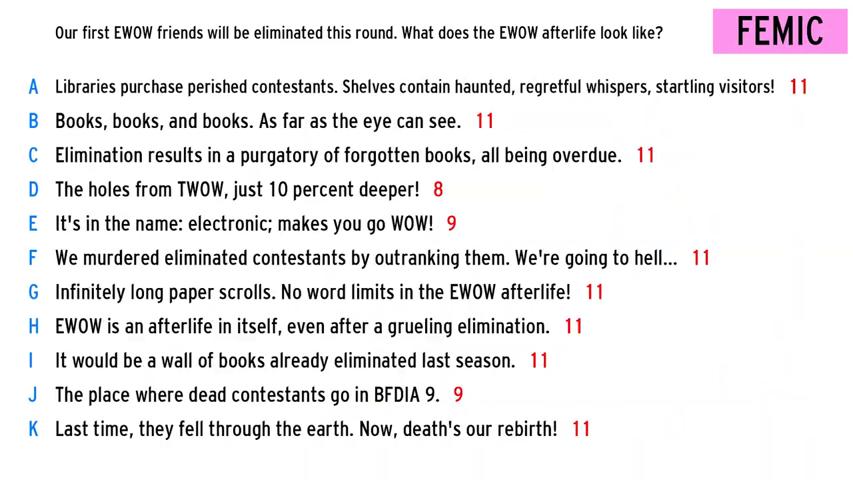 Our first EWOW friends will be eliminated this round. What does the EWOW afterlife look like?
FEMIC
A Libraries purchase perished contestants. Shelves contain haunted, regretful whispers, startling visitors! 11
B Books, books, and books. As far as the eye can see. 11
C Elimination results in a purgatory of forgotten books, all being overdue. 11
D The holes from TWOW, just 10 percent deeper! 8
E It's in the name: electronic; makes you go WOW! 9
F We murdered eliminated contestants by outranking them. We're going to hell... 11
G Infinitely long paper scrolls. No word limits in the EWOW afterlife! 11
H EWOW is an afterlife in itself, even after a grueling elimination. 11
I It would be a wall of books already eliminated last season. 11
J The place where dead contestants go in BFDIA 9. 9
K Last time, they fell through the earth. Now, death's our rebirth! 11